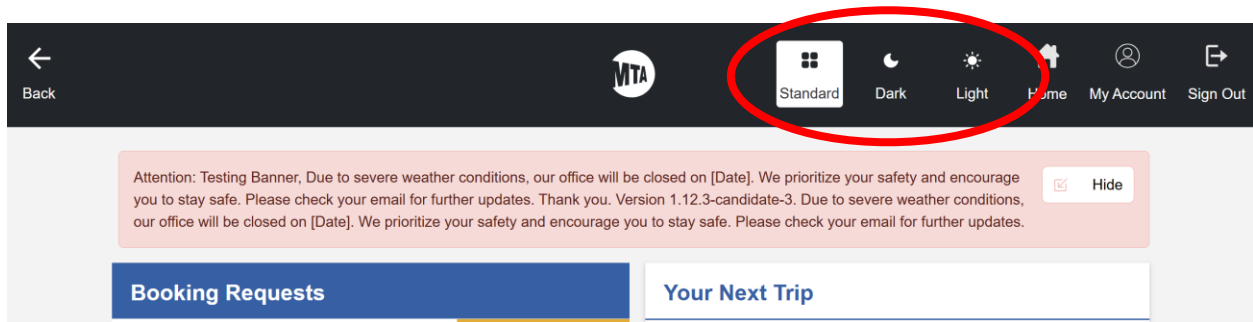 Back
MTA
Standard
Dark
Light
Home
My Account
Sign Out
Attention: Testing Banner, Due to severe weather conditions, our office will be closed on [Date]. We prioritize your safety and encourage
you to stay safe. Please check your email for further updates. Thank you. Version 1.12.3-candidate-3. Due to severe weather conditions,
our office will be closed on [Date]. We prioritize your safety and encourage you to stay safe. Please check your email for further updates.
Hide
Booking Requests
Your Next Trip